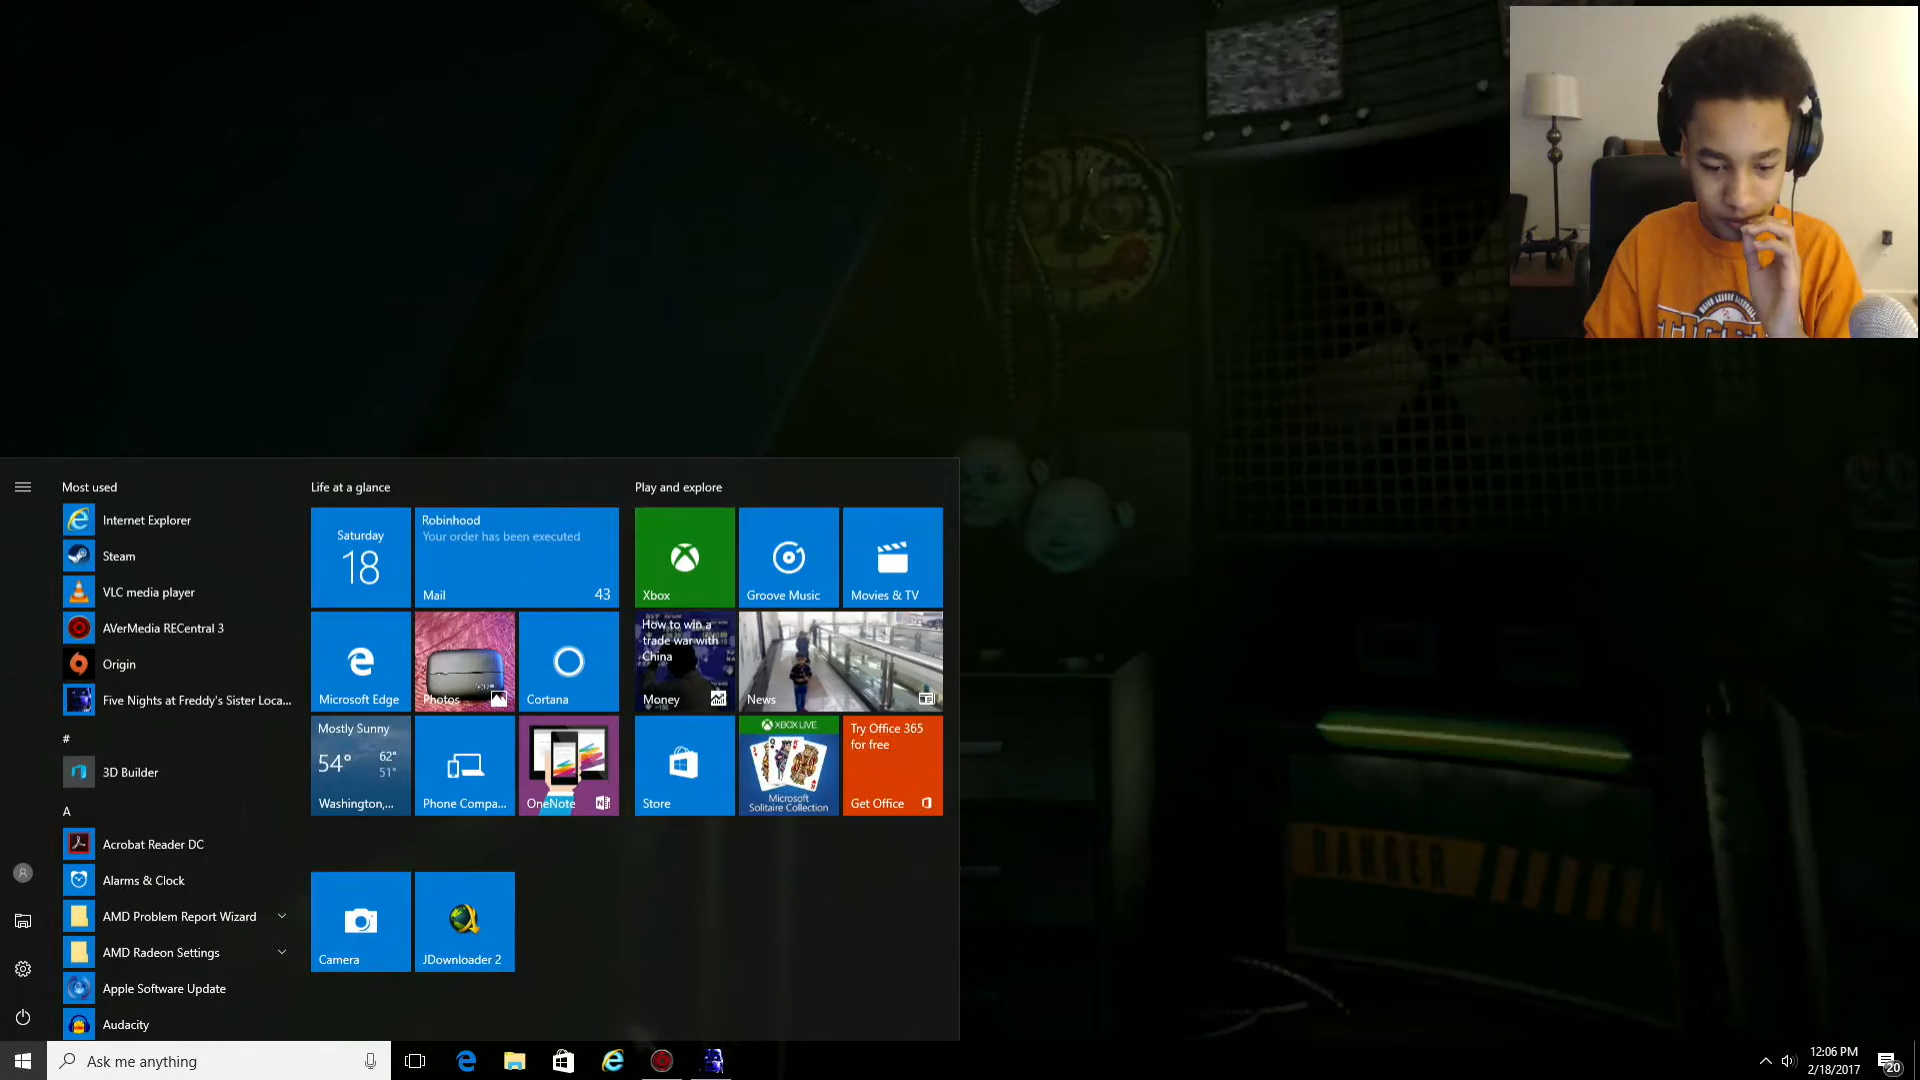 MAJOR LEAGUE BASEBALL
TIGE
Most used
Internet Explorer
Steam
VLC media player
AVerMedia RECentral 3
Origin
Five Nights at Freddy's Sister Loca...
#
3D Builder
A
Acrobat Reader DC
Alarms & Clock
AMD Problem Report Wizard
AMD Radeon Settings
Apple Software Update
Audacity
Life at a glance
Saturday
18
Robinhood
Your order has been executed
Mail 43
Microsoft Edge
Photos
Cortana
Mostly Sunny
54° 62°
51°
Washington,...
Phone Compa...
OneNote
Camera
JDownloader 2
Play and explore
Xbox
Groove Music
Movies & TV
How to win a
trade war with
China
Money
News
Store
XBOX LIVE
Microsoft
Solitaire Collection
Try Office 365
for free
Get Office
DANGER
Ask me anything
12:06 PM
2/18/2017
20